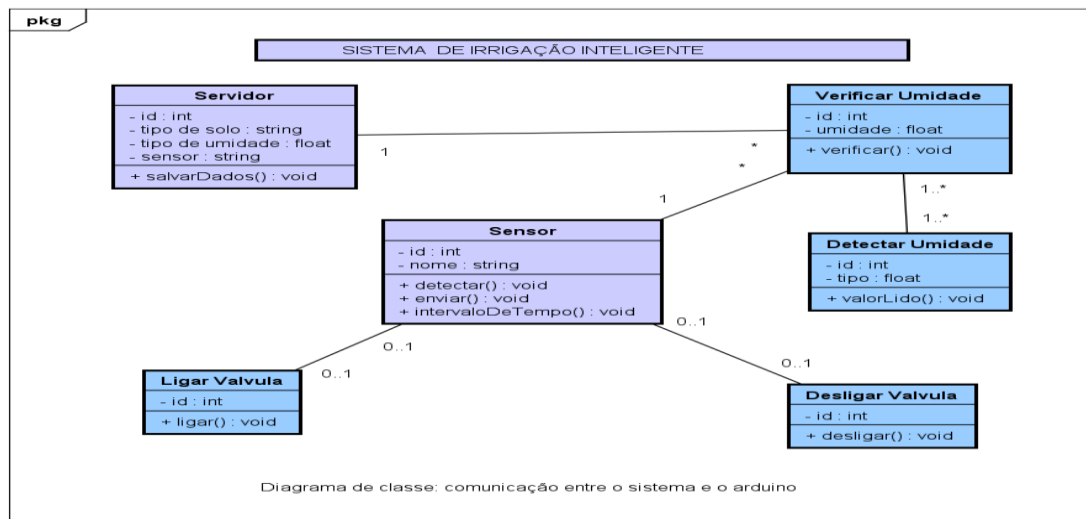 pkg
SISTEMA DE IRRIGAÇÃO INTELIGENTE
Servidor
- id : int
- tipo de solo : string
- tipo de umidade : float
- sensor : string
+ salvarDados() : void
Verificar Umidade
- id : int
- umidade : float
+ verificar() : void
1
*
*
1
1..*
1..*
Sensor
- id : int
- nome : string
+ detectar() : void
+ enviar() : void
+ intervaloDeTempo() : void
Detectar Umidade
- id : int
- tipo : float
+ valorLido() : void
0..1
0..1
0..1
0..1
Ligar Valvula
- id : int
+ ligar() : void
Desligar Valvula
- id : int
+ desligar() : void
Diagrama de classe: comunicação entre o sistema e o arduino